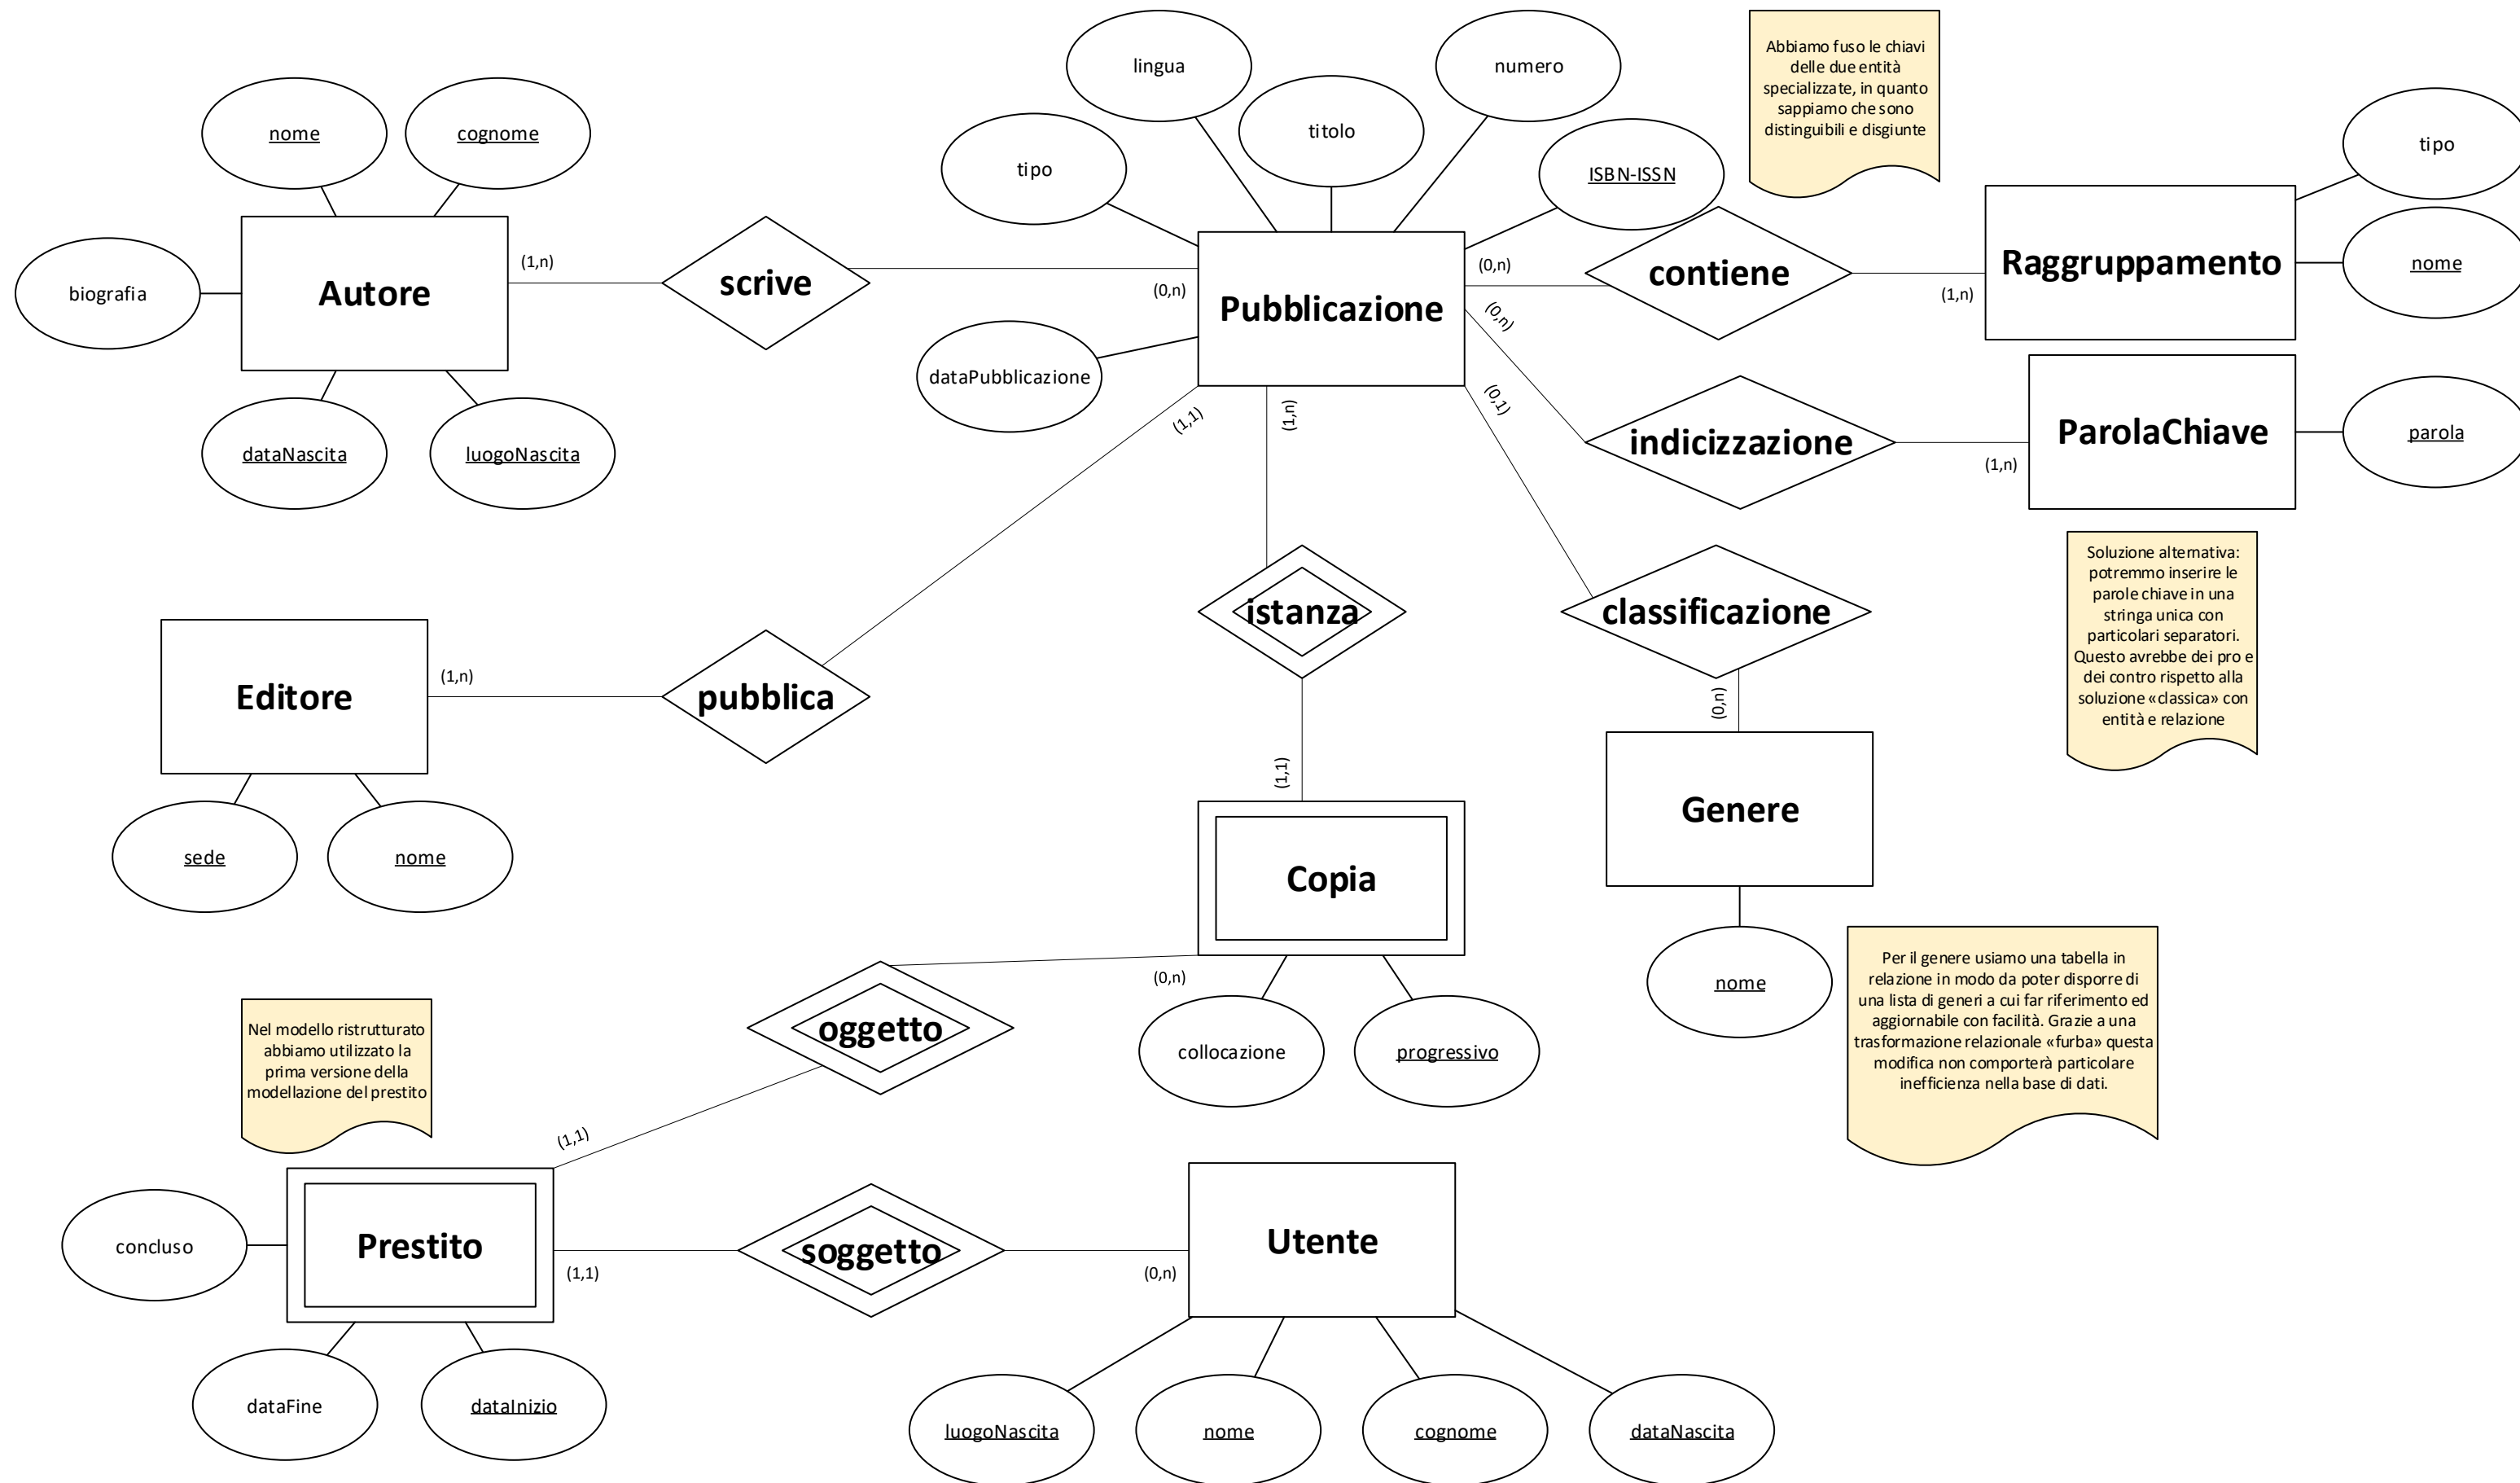 lingua
numero
Abbiamo fuso le chiavi
delle due entità
specializzate, in quanto
sappiamo che sono
distinguibili e disgiunte
nome
cognome
titolo
tipo
tipo
ISBN-ISSN
nome
biografia
Autore
(1,n)
scrive
(0,n)
Pubblicazione
(0,n)
contiene
(1,n)
Raggruppamento
dataPubblicazione
(0,n)
(0,1)
(1,1)
(1,n)
indicizzazione
(1,n)
ParolaChiave
parola
dataNascita
luogoNascita
Soluzione alternativa:
potremmo inserire le
parole chiave in una
stringa unica con
particolari separatori.
Questo avrebbe dei pro e
dei contro rispetto alla
soluzione «classica» con
entità e relazione
istanza
classificazione
Editore
(1,n)
pubblica
(0,n)
(1,1)
Genere
sede
nome
Copia
(0,n)
nome
Per il genere usiamo una tabella in
relazione in modo da poter disporre di
una lista di generi a cui far riferimento ed
aggiornabile con facilità. Grazie a una
trasformazione relazionale «furba» questa
modifica non comporterà particolare
inefficienza nella base di dati.
Nel modello ristrutturato
abbiamo utilizzato la
prima versione della
modellazione del prestito
oggetto
collocazione
progressivo
(1,1)
concluso
Prestito
(1,1)
soggetto
(0,n)
Utente
dataFine
dataInizio
luogoNascita
nome
cognome
dataNascita